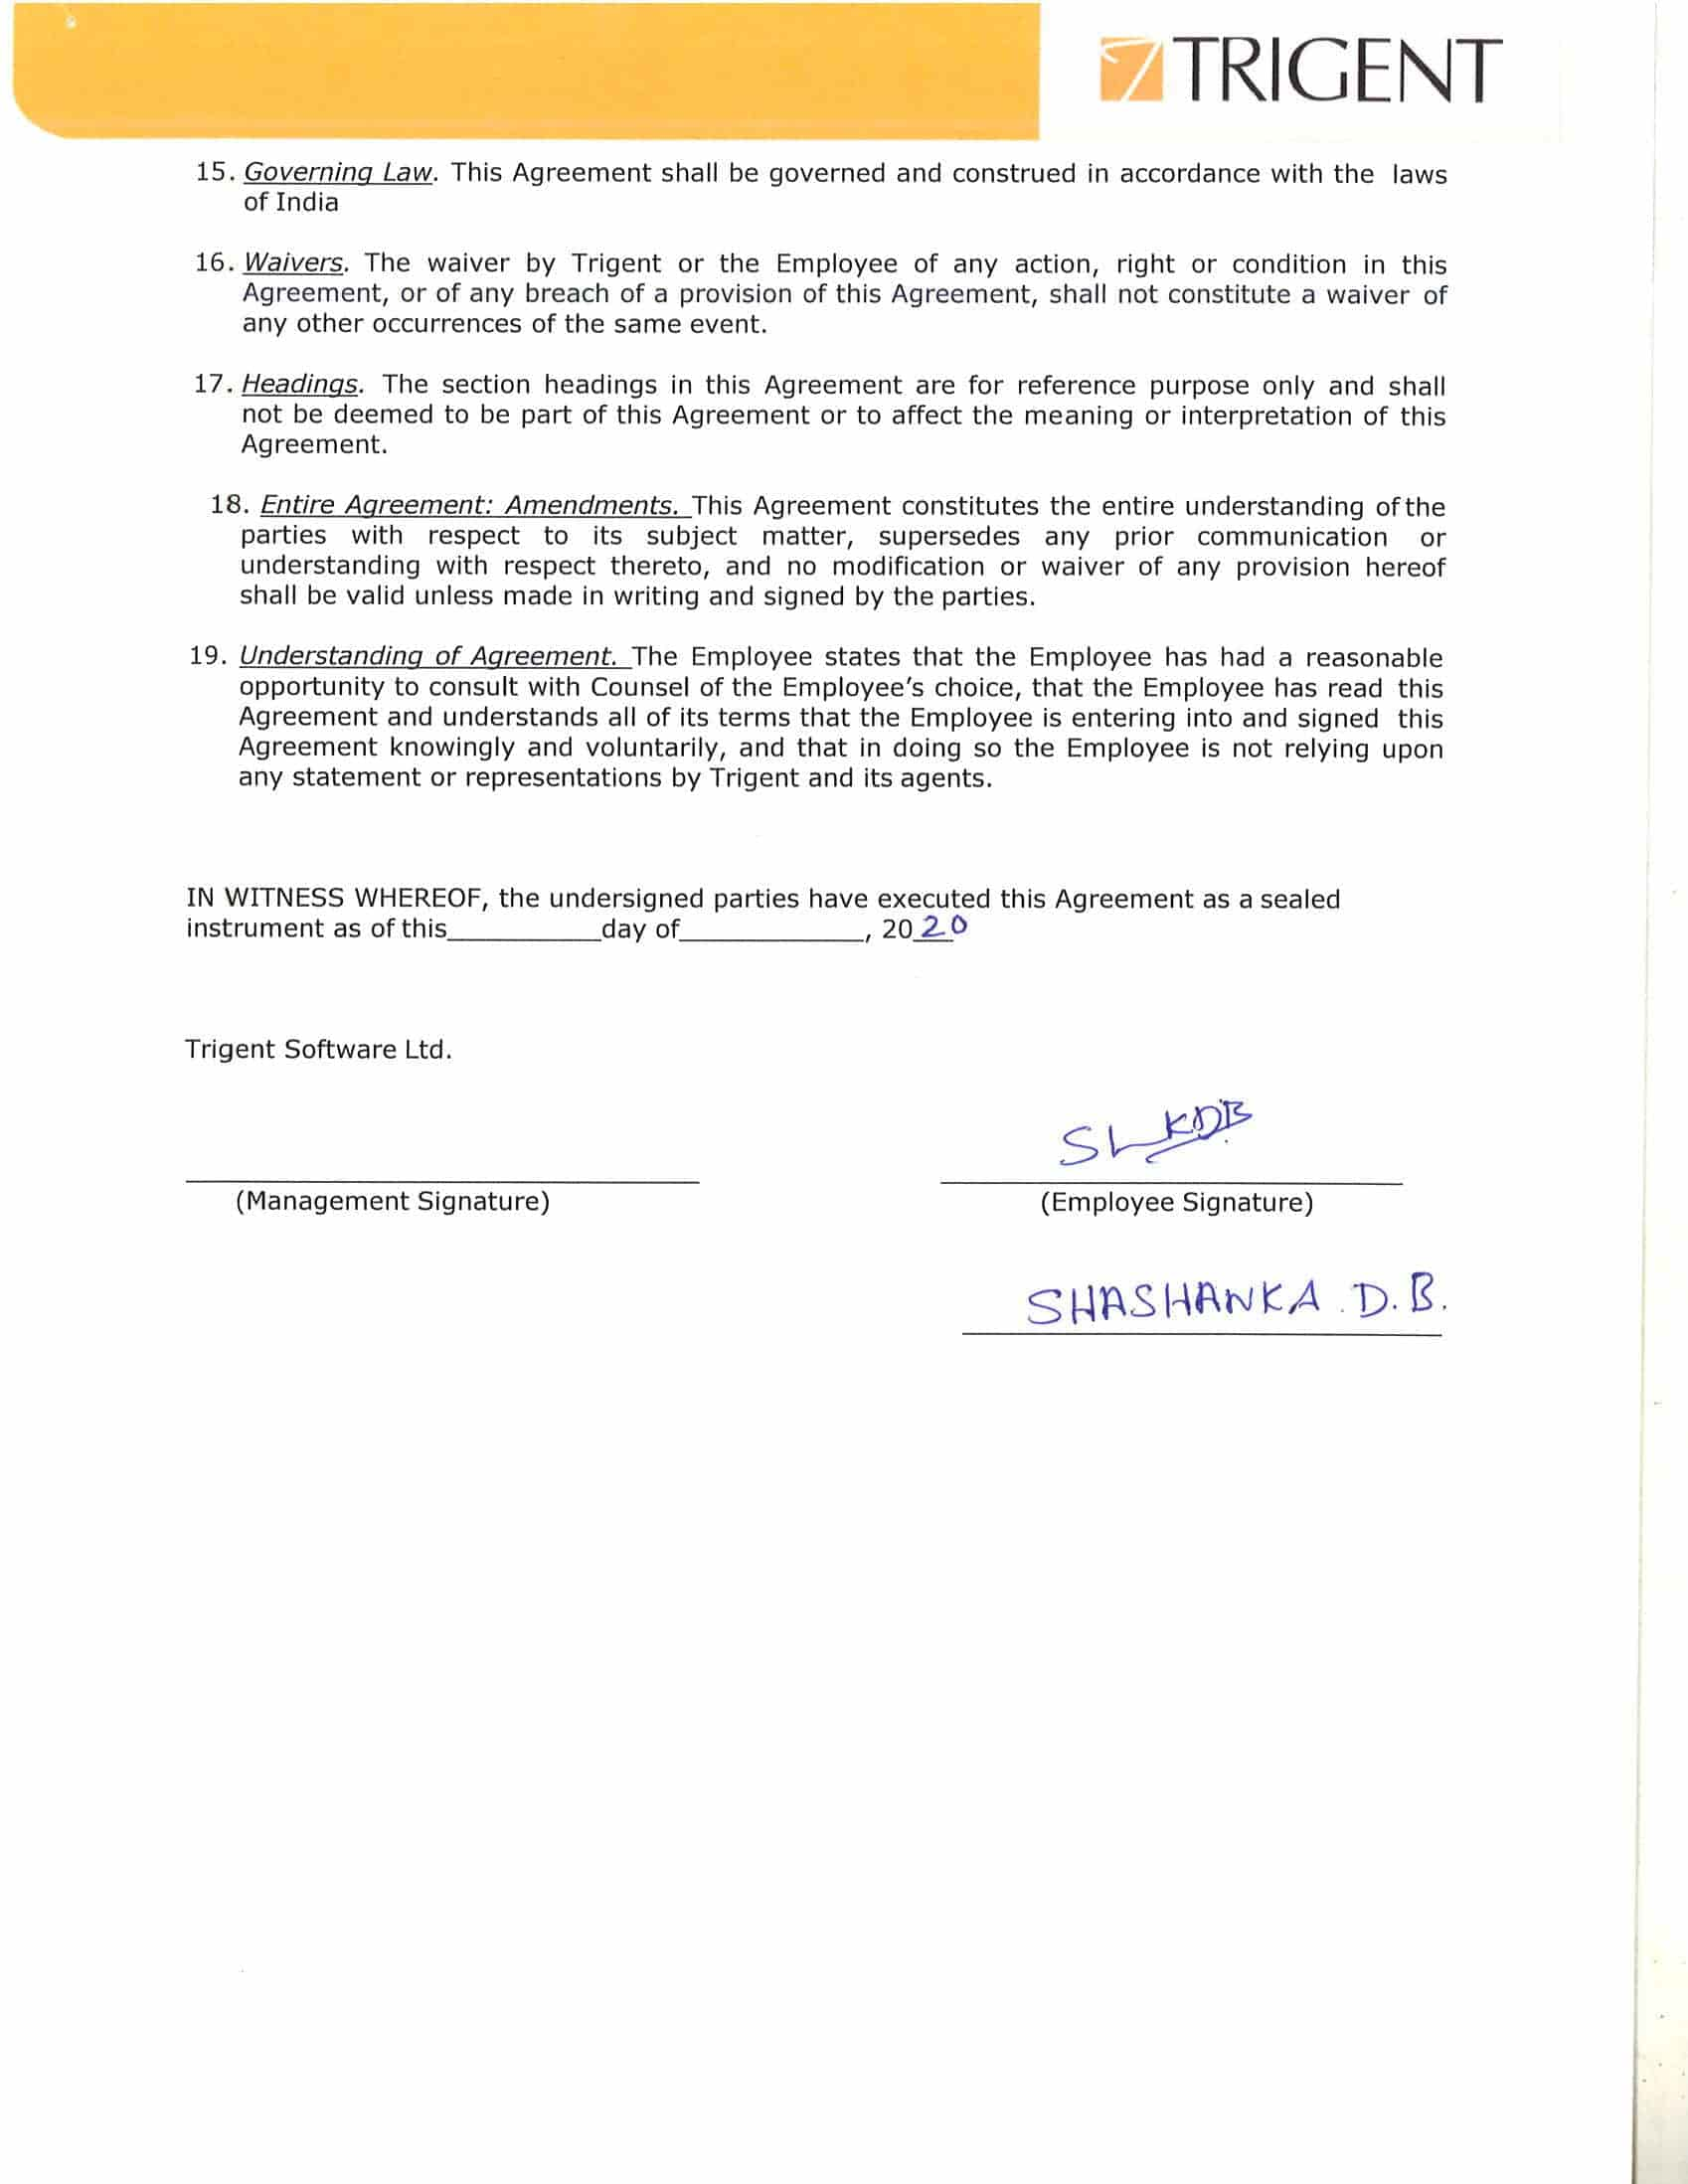 TRIGENT
15. Governing Law. This Agreement shall be governed and construed in accordance with the laws
of India
16. Waivers. The waiver by Trigent or the Employee of any action, right or condition in this
Agreement, or of any breach of a provision of this Agreement, shall not constitute a waiver of
any other occurrences of the same event.
17. Headings. The section headings in this Agreement are for reference purpose only and shall
not be deemed to be part of this Agreement or to affect the meaning or interpretation of this
Agreement.
18. Entire Agreement: Amendments. This Agreement constitutes the entire understanding of the
parties with respect to its subject matter, supersedes any prior communication or
understanding with respect thereto, and no modification or waiver of any provision hereof
shall be valid unless made in writing and signed by the parties.
19. Understanding of Agreement. The Employee states that the Employee has had a reasonable
opportunity to consult with Counsel of the Employee's choice, that the Employee has read this
Agreement and understands all of its terms that the Employee is entering into and signed this
Agreement knowingly and voluntarily, and that in doing so the Employee is not relying upon
any statement or representations by Trigent and its agents.
IN WITNESS WHEREOF, the undersigned parties have executed this Agreement as a sealed
instrument as of this__________day of____________, 2020
Trigent Software Ltd.
(Management Signature) (Employee Signature)
SHASHANKA . D. B.